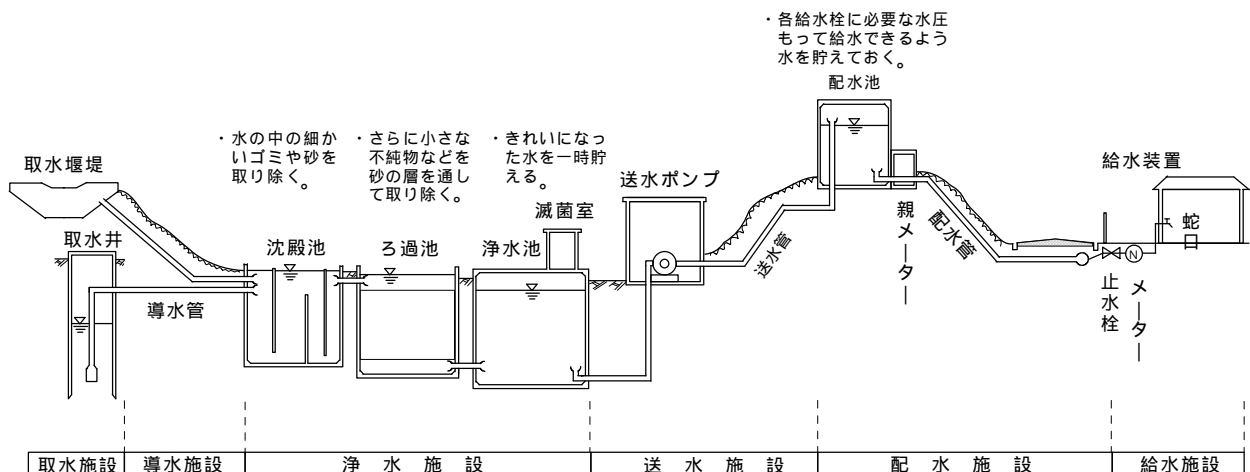 ・各給水栓に必要な水圧
もって給水できるよう
水を貯えておく。
配水池
・水の中の細か
いゴミや砂を
取り除く。
・さらに小さな
不純物などを
砂の層を通し
て取り除く。
・きれいになっ
た水を一時貯
える。
取水堰堤
滅菌室
送水ポンプ
給水装置
取水井
沈殿池
ろ過池
浄水池
導水管
送水管
親メーター
配水管
蛇
止水栓
メーター
N
取水施設
導水施設
浄水施設
送水施設
配水施設
給水施設